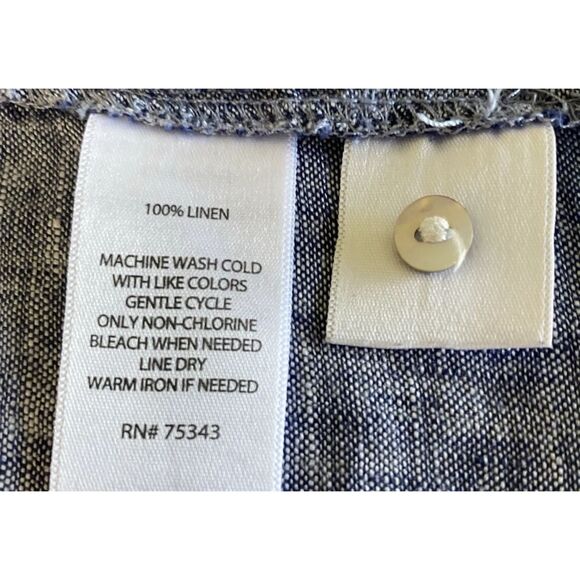 100% LINEN
MACHINE WASH COLD
WITH LIKE COLORS
GENTLE CYCLE
ONLY NON-CHLORINE
BLEACH WHEN NEEDED
LINE DRY
WARM IRON IF NEEDED
RN# 75343